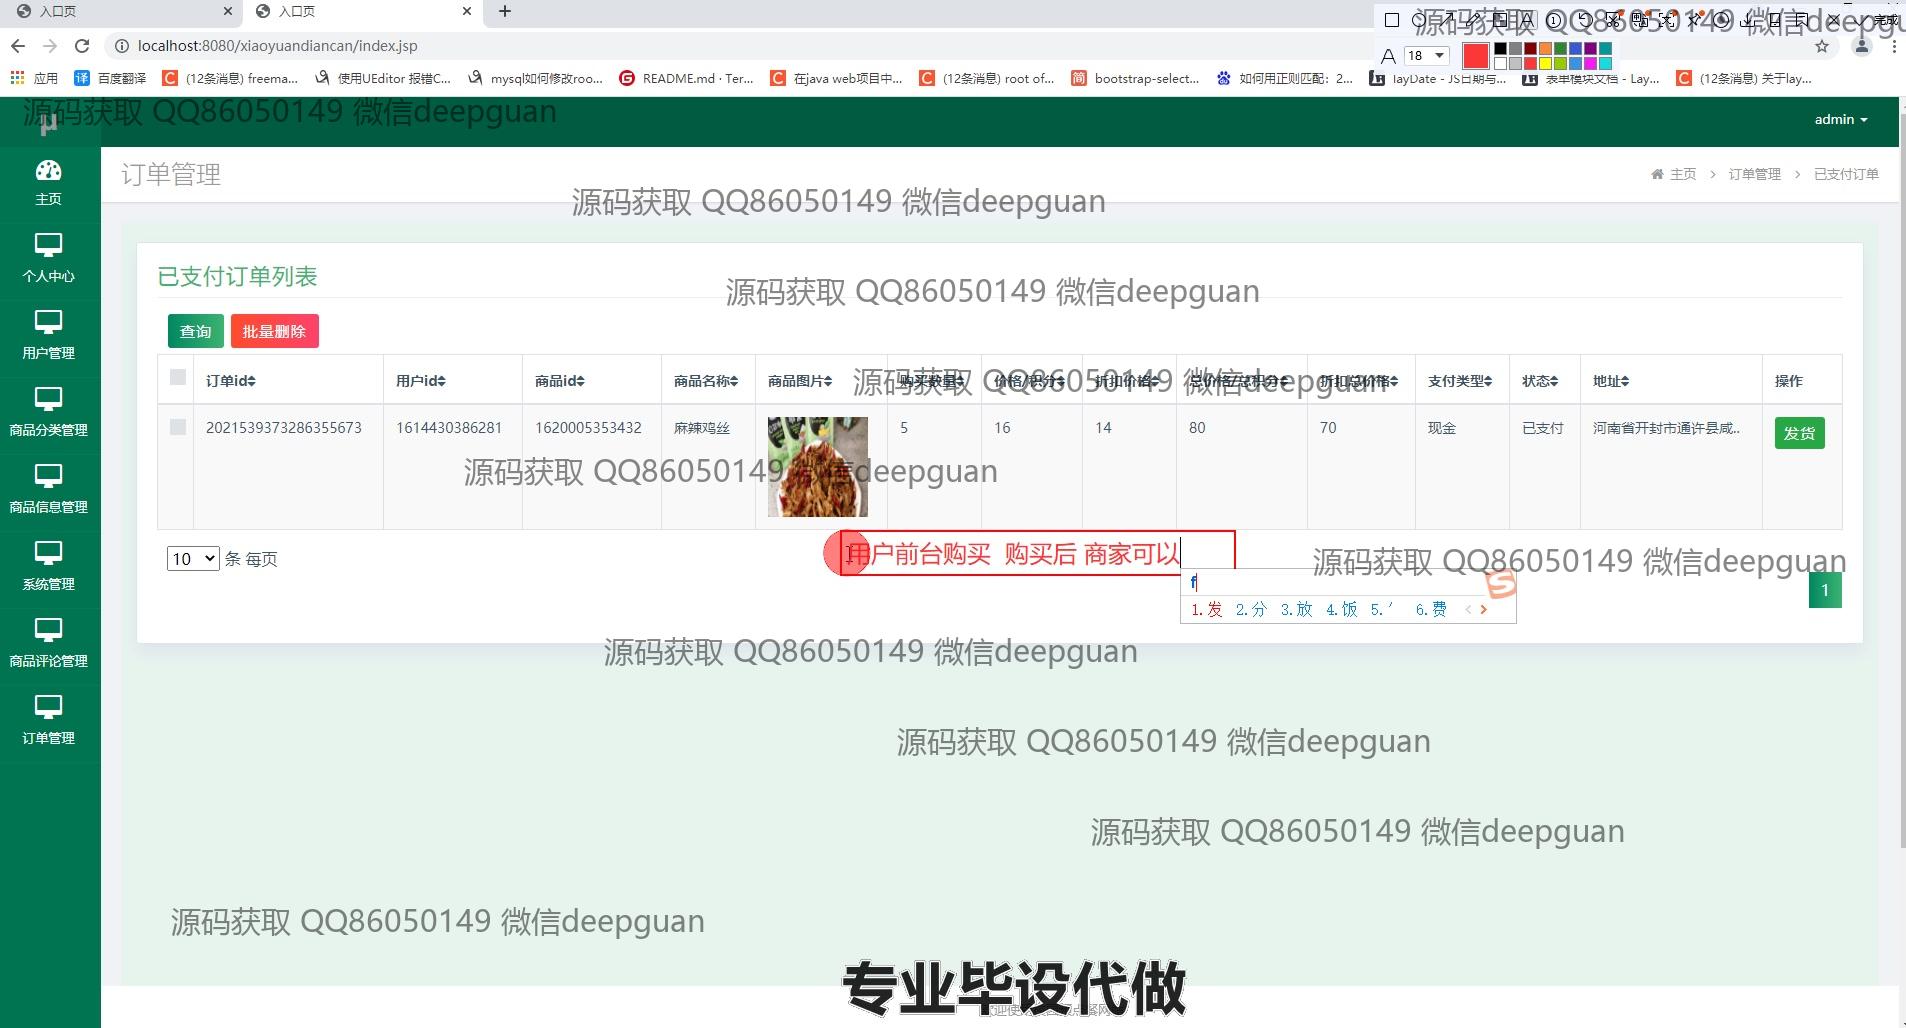 入口页
入口页
完成
localhost:8080/xiaoyuandiancan/index.jsp
18
应用
百度翻译
(12条消息) freema...
使用UEditor 报错C...
mysql如何修改roo...
README.md · Ter...
在java web项目中...
(12条消息) root of...
bootstrap-select...
如何用正则匹配：2...
layDate - JS日期与...
表单模块文档 - Lay...
(12条消息) 关于lay...
源码获取 QQ86050149 微信deepgu
源码获取 QQ86050149 微信deepguan
μ
admin
主页
个人中心
用户管理
商品分类管理
商品信息管理
系统管理
商品评论管理
订单管理
订单管理
主页 > 订单管理 > 已支付订单
源码获取 QQ86050149 微信deepguan
已支付订单列表
源码获取 QQ86050149 微信deepguan
查询 批量删除
订单id 用户id 商品id 商品名称 商品图片 购买数量 价格/积分 折扣价格 总价格/总积分 折扣总价格 支付类型 状态 地址 操作
源码获取 QQ86050149 微信deepguan
2021539373286355673 1614430386281 1620005353432 麻辣鸡丝 5 16 14 80 70 现金 已支付 河南省开封市通许县咸.. 发货
源码获取 QQ86050149 微信deepguan
10 条 每页
用户前台购买 购买后 商家可以
f
1.发 2.分 3.放 4.饭 5.′ 6.费
源码获取 QQ86050149 微信deepguan
1
源码获取 QQ86050149 微信deepguan
源码获取 QQ86050149 微信deepguan
源码获取 QQ86050149 微信deepguan
源码获取 QQ86050149 微信deepguan
专业毕设代做